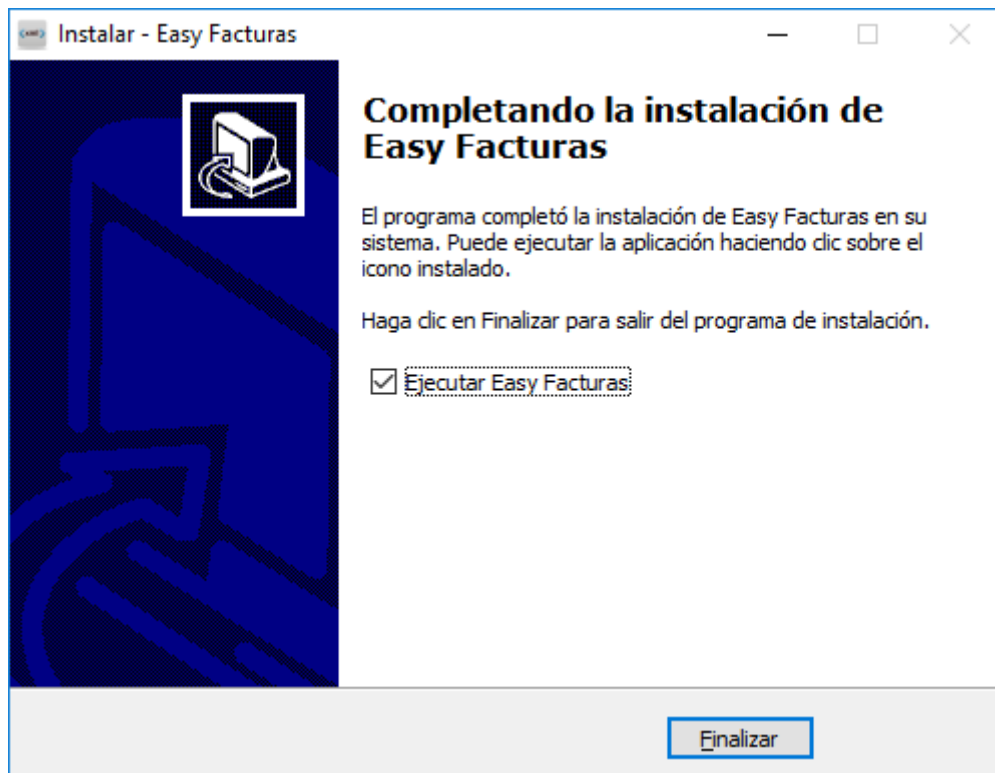 Instalar - Easy Facturas
Completando la instalación de
Easy Facturas
El programa completó la instalación de Easy Facturas en su
sistema. Puede ejecutar la aplicación haciendo clic sobre el
icono instalado.
Haga clic en Finalizar para salir del programa de instalación.
Ejecutar Easy Facturas
Finalizar